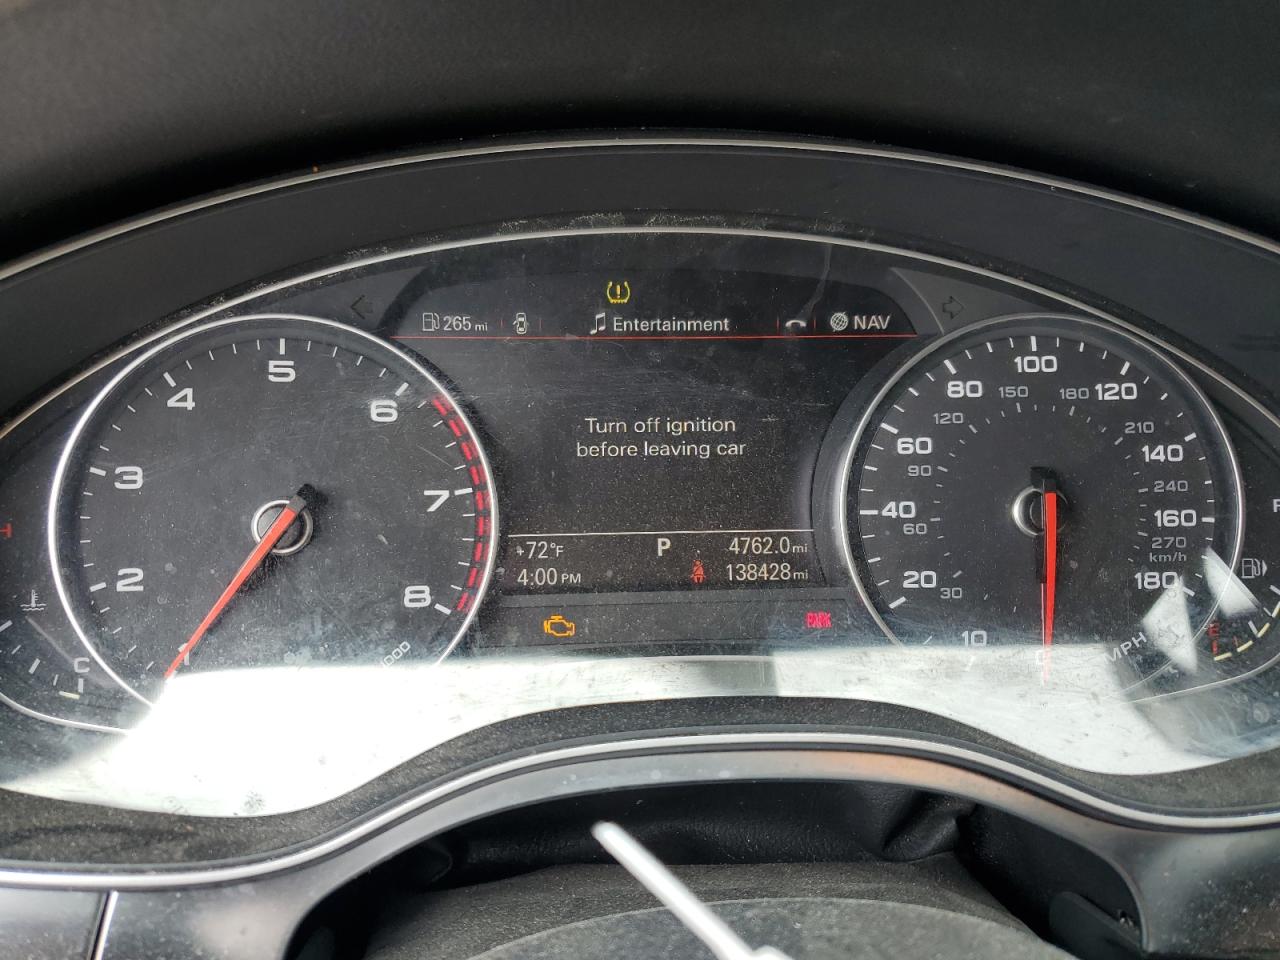 265 mi
Entertainment
NAV
Turn off ignition
before leaving car
+72°F
P
4762.0 mi
4:00 PM
138428 mi
PARK
1
2
3
4
5
6
7
8
C
10
20
40
60
80
100
120
140
160
180
MPH
30
60
90
120
150
180
210
240
270
km/h